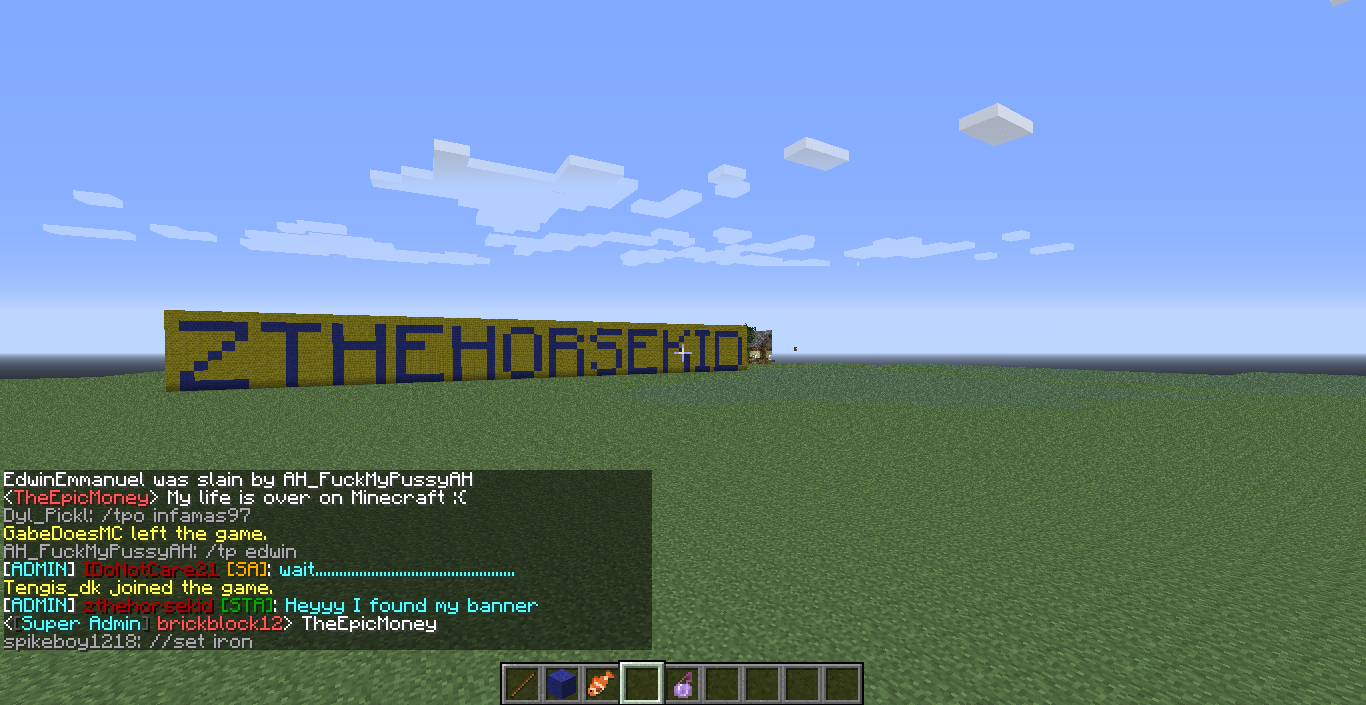 ZTHEHORSEKID
EdwinEmmanuel was slain by AH_FuckMyPussyAH
<TheEpicMoney> My life is over on Minecraft :(
Dyl_Pickl: /tpo infamas97
GabeDoesMC left the game.
AH_FuckMyPussyAH: /tp edwin
[ADMIN] IDoNotCare21 [SA]: wait..................................................
Tengis_dk joined the game.
[ADMIN] zthehorsekid [STA]: Heyyy I found my banner
<[Super Admin] brickblock12> TheEpicMoney
spikeboy1218: //set iron